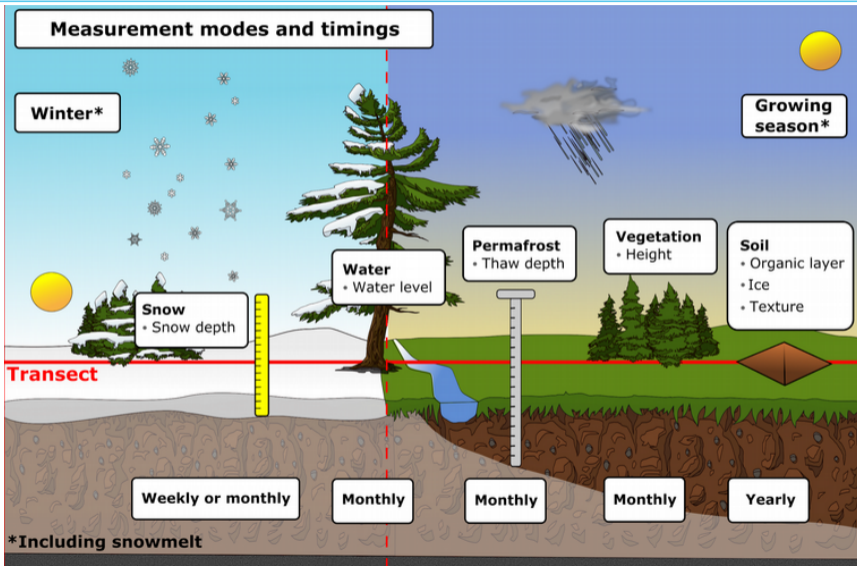 Measurement modes and timings
Winter*
Growing
season*
Snow
• Snow depth
Water
• Water level
Permafrost
• Thaw depth
Vegetation
• Height
Soil
• Organic layer
• Ice
• Texture
Transect
Weekly or monthly
Monthly
Monthly
Monthly
Yearly
*Including snowmelt